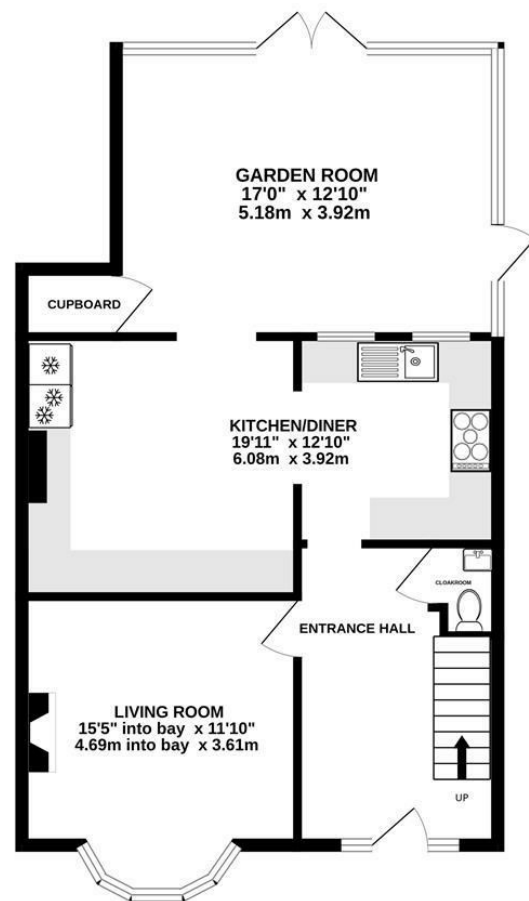 GARDEN ROOM
17'0" x 12'10"
5.18m x 3.92m
CUPBOARD
KITCHEN/DINER
19'11" x 12'10"
6.08m x 3.92m
CLOAKROOM
ENTRANCE HALL
LIVING ROOM
15'5" into bay x 11'10"
4.69m into bay x 3.61m
UP